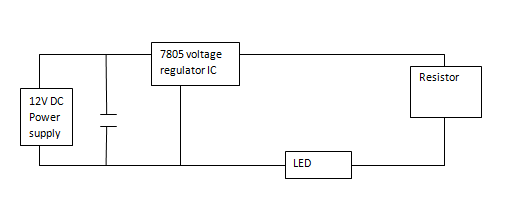 7805 voltage
regulator IC
Resistor
12V DC
Power
supply
LED